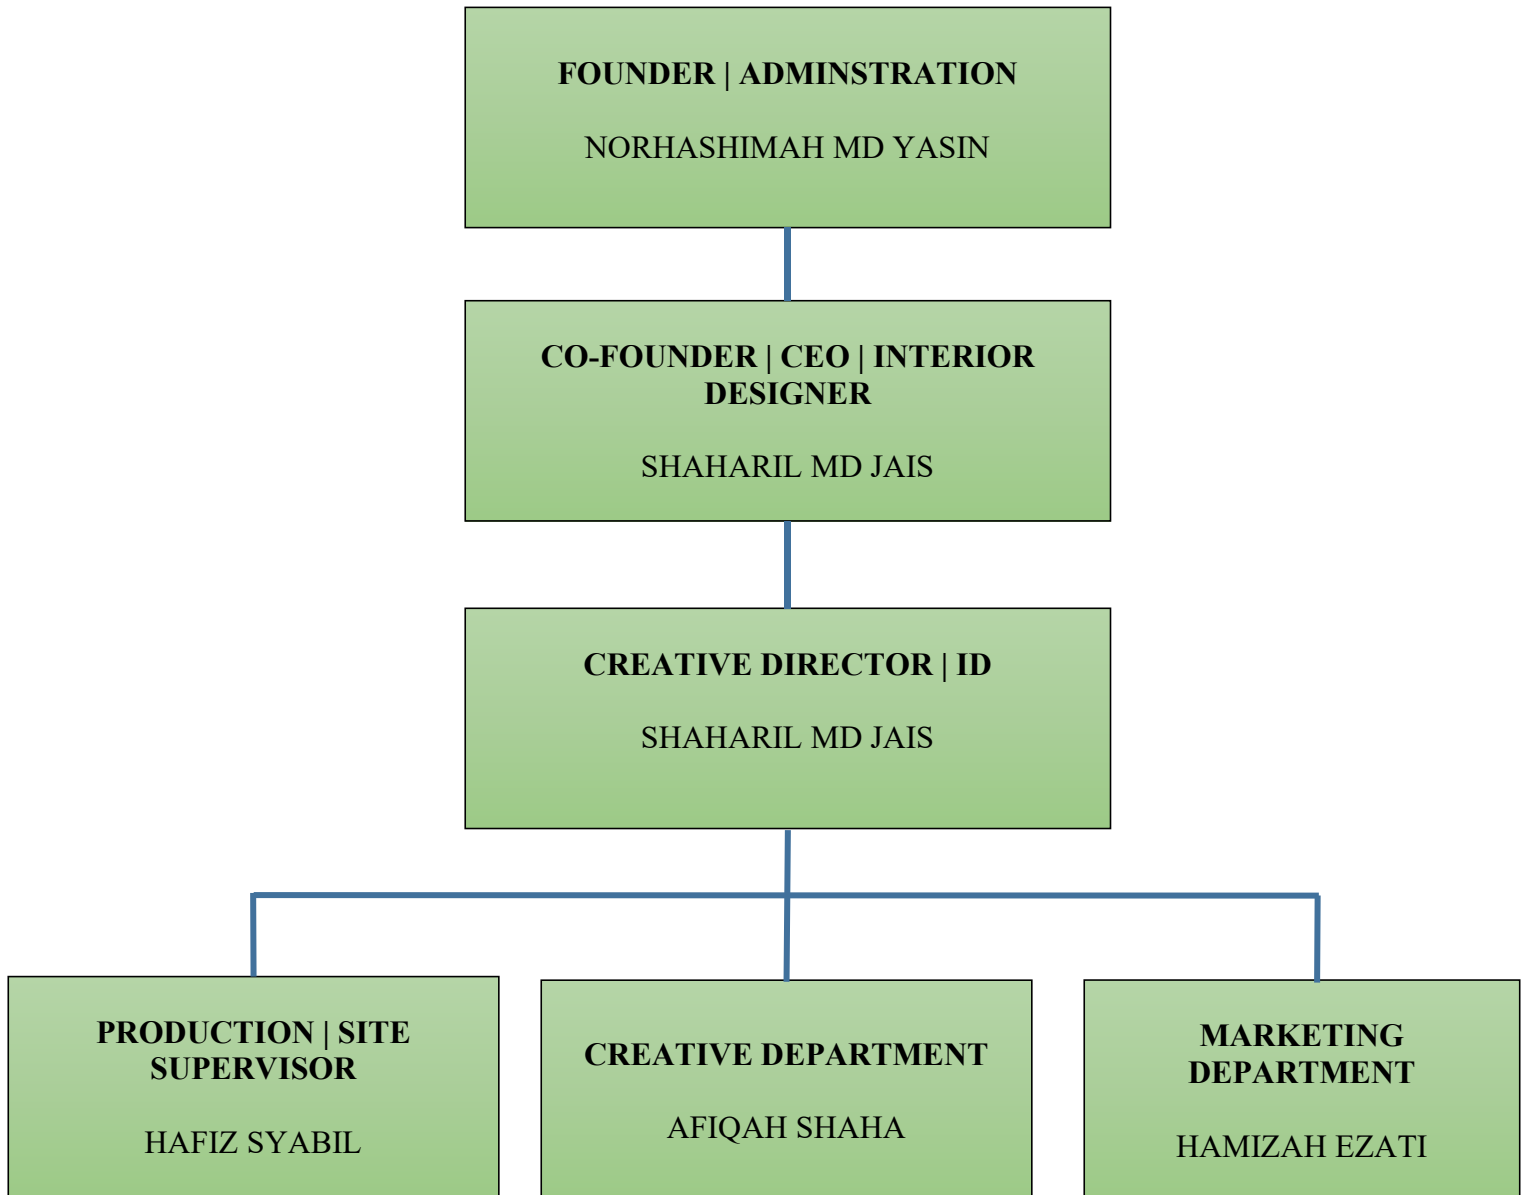 FOUNDER | ADMINSTRATION
NORHASHIMAH MD YASIN
CO-FOUNDER | CEO | INTERIOR
DESIGNER
SHAHARIL MD JAIS
CREATIVE DIRECTOR | ID
SHAHARIL MD JAIS
PRODUCTION | SITE
SUPERVISOR
HAFIZ SYABIL
CREATIVE DEPARTMENT
AFIQAH SHAHA
MARKETING
DEPARTMENT
HAMIZAH EZATI